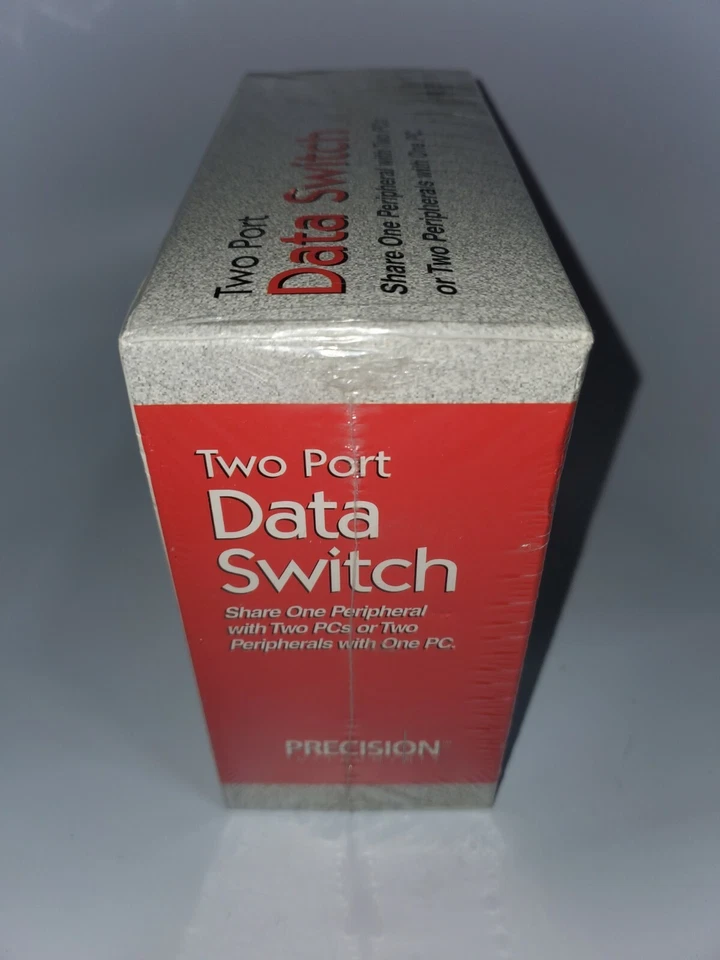 Two Port
Data Switch
Share One Peripheral with Two PCs
or Two Peripherals with One PC
Two Port
Data
Switch
Share One Peripheral
with Two PCs or Two
Peripherals with One PC.
PRECISION